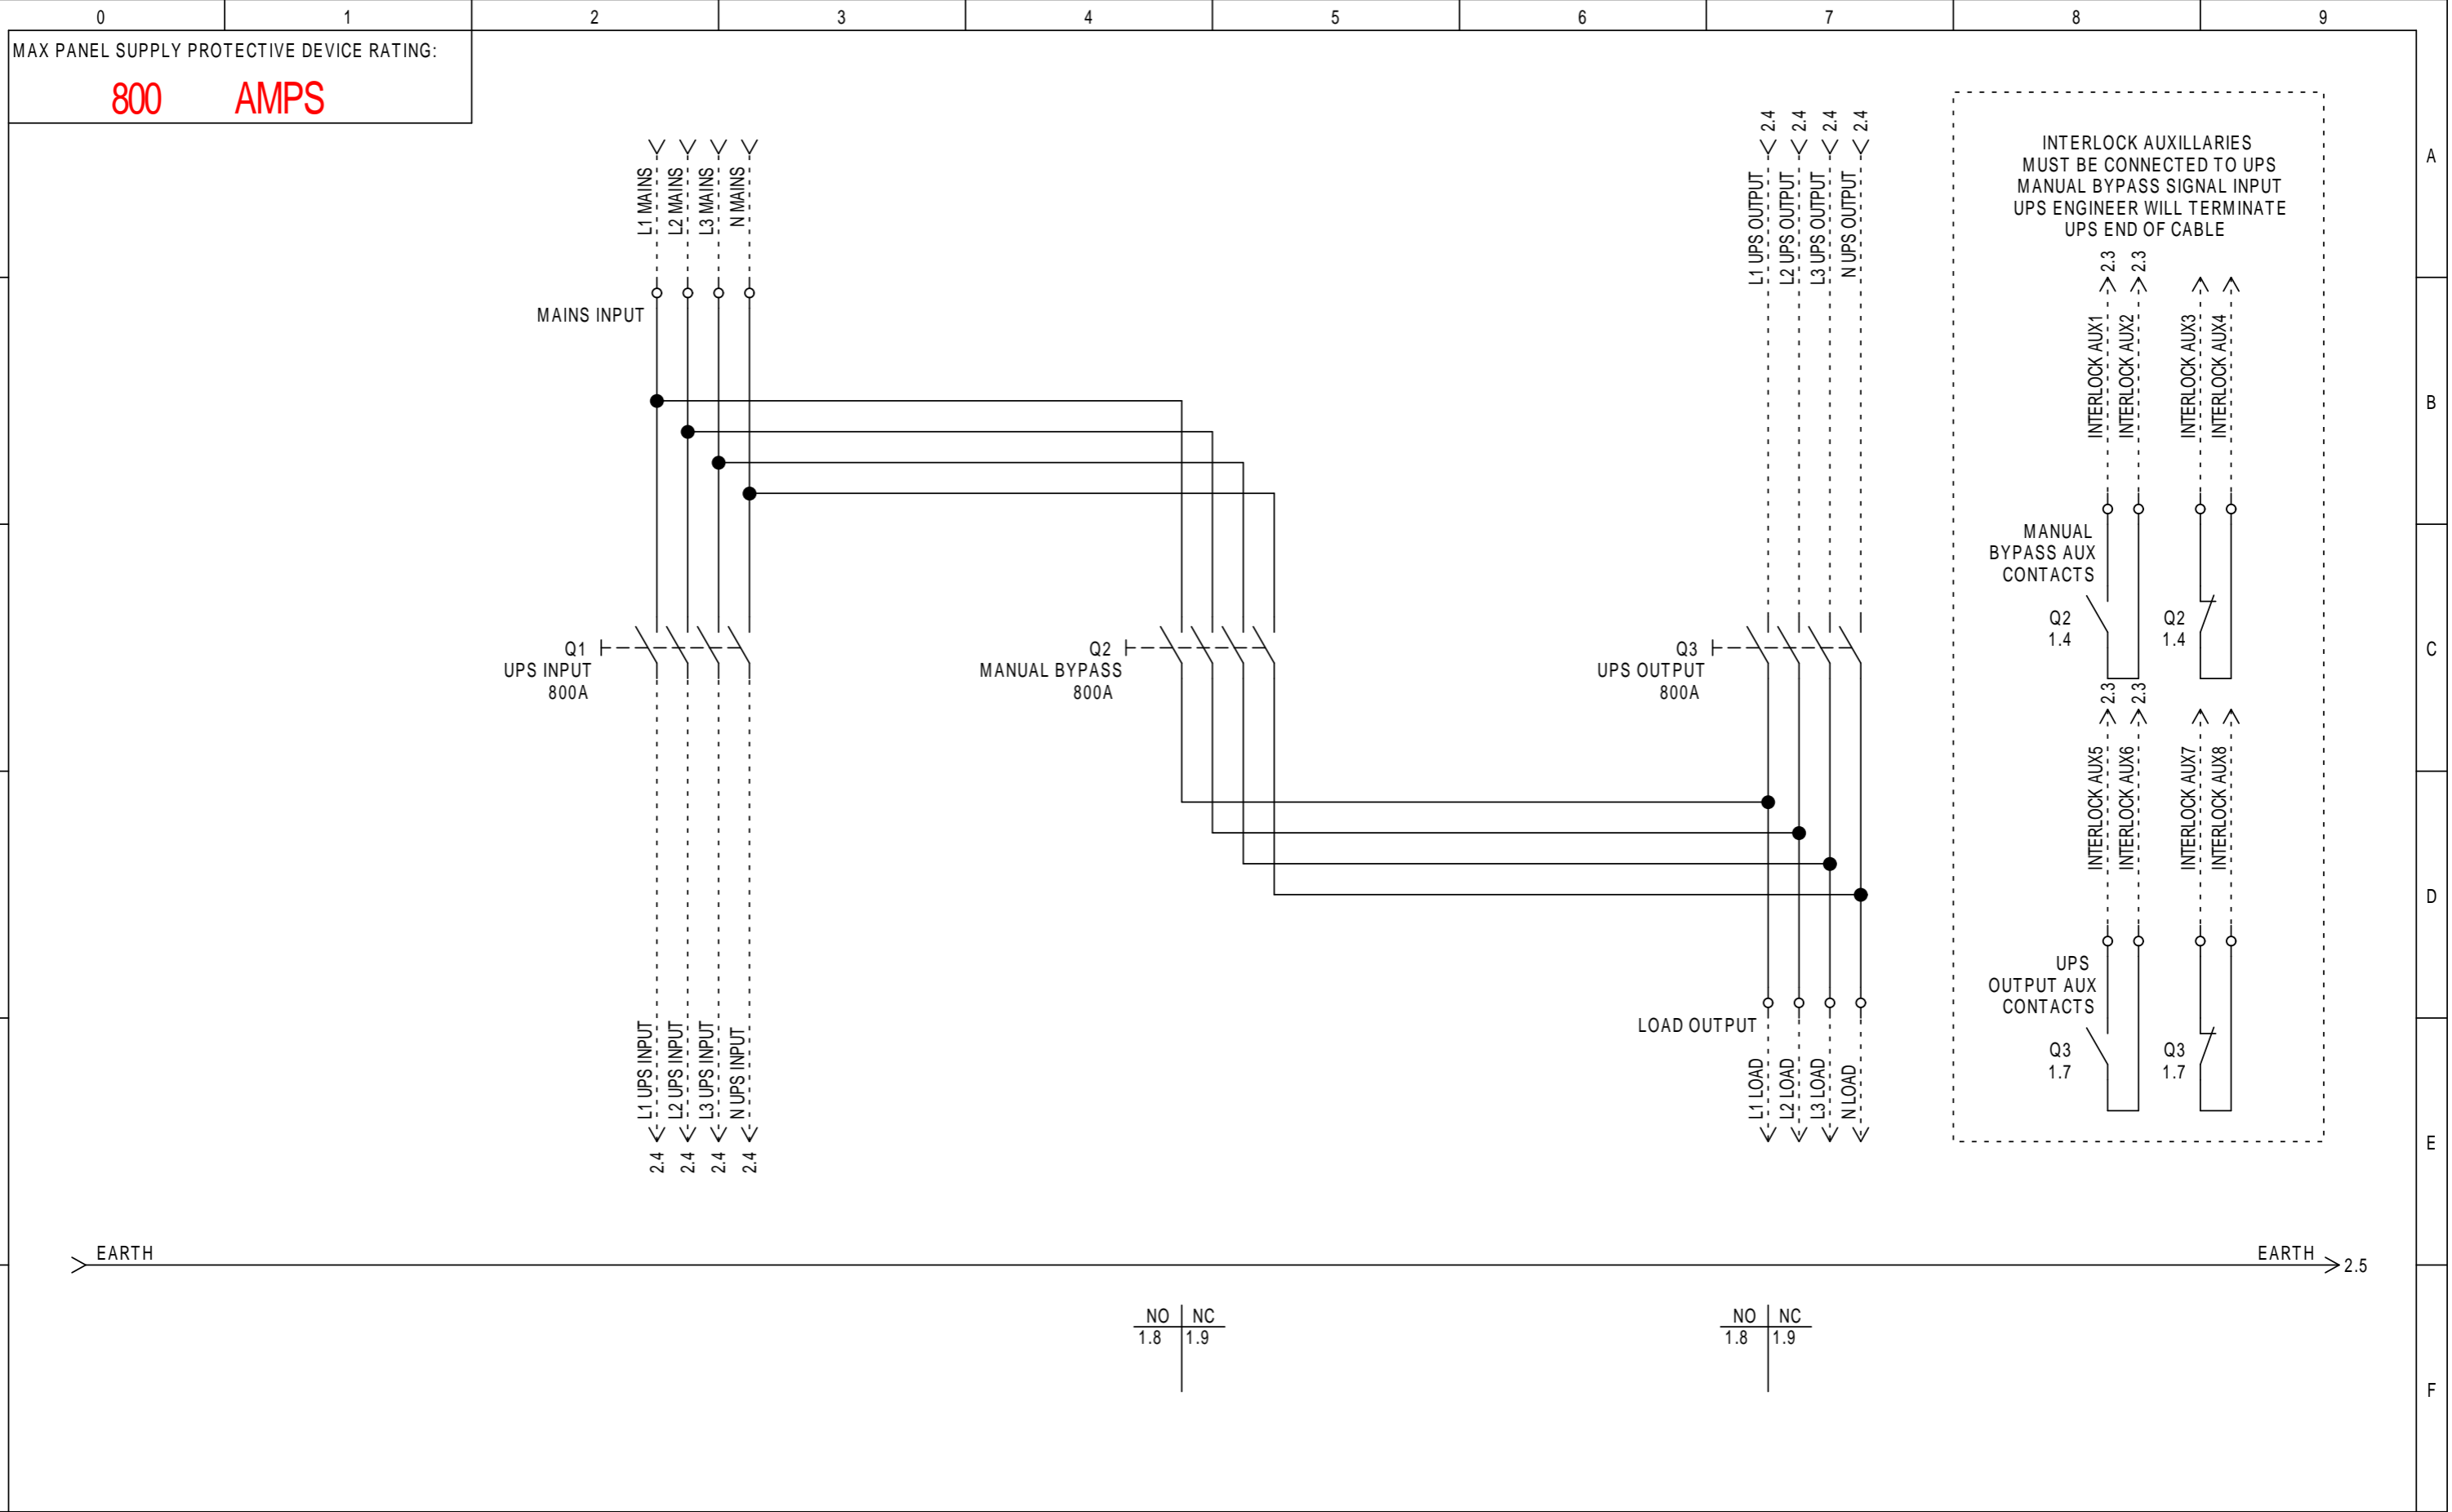 0 1 2 3 4 5 6 7 8 9
MAX PANEL SUPPLY PROTECTIVE DEVICE RATING:
800 AMPS
A
B
C
D
E
F
L1 MAINS
L2 MAINS
L3 MAINS
N MAINS
MAINS INPUT
Q1
UPS INPUT
800A
L1 UPS INPUT
L2 UPS INPUT
L3 UPS INPUT
N UPS INPUT
2.4
2.4
2.4
2.4
Q2
MANUAL BYPASS
800A
2.4
2.4
2.4
2.4
L1 UPS OUTPUT
L2 UPS OUTPUT
L3 UPS OUTPUT
N UPS OUTPUT
Q3
UPS OUTPUT
800A
LOAD OUTPUT
L1 LOAD
L2 LOAD
L3 LOAD
N LOAD
INTERLOCK AUXILLARIES
MUST BE CONNECTED TO UPS
MANUAL BYPASS SIGNAL INPUT
UPS ENGINEER WILL TERMINATE
UPS END OF CABLE
2.3
2.3
INTERLOCK AUX1
INTERLOCK AUX2
INTERLOCK AUX3
INTERLOCK AUX4
MANUAL
BYPASS AUX
CONTACTS
Q2
1.4
Q2
1.4
2.3
2.3
INTERLOCK AUX5
INTERLOCK AUX6
INTERLOCK AUX7
INTERLOCK AUX8
UPS
OUTPUT AUX
CONTACTS
Q3
1.7
Q3
1.7
EARTH
EARTH 2.5
NO NC
1.8 1.9
NO NC
1.8 1.9